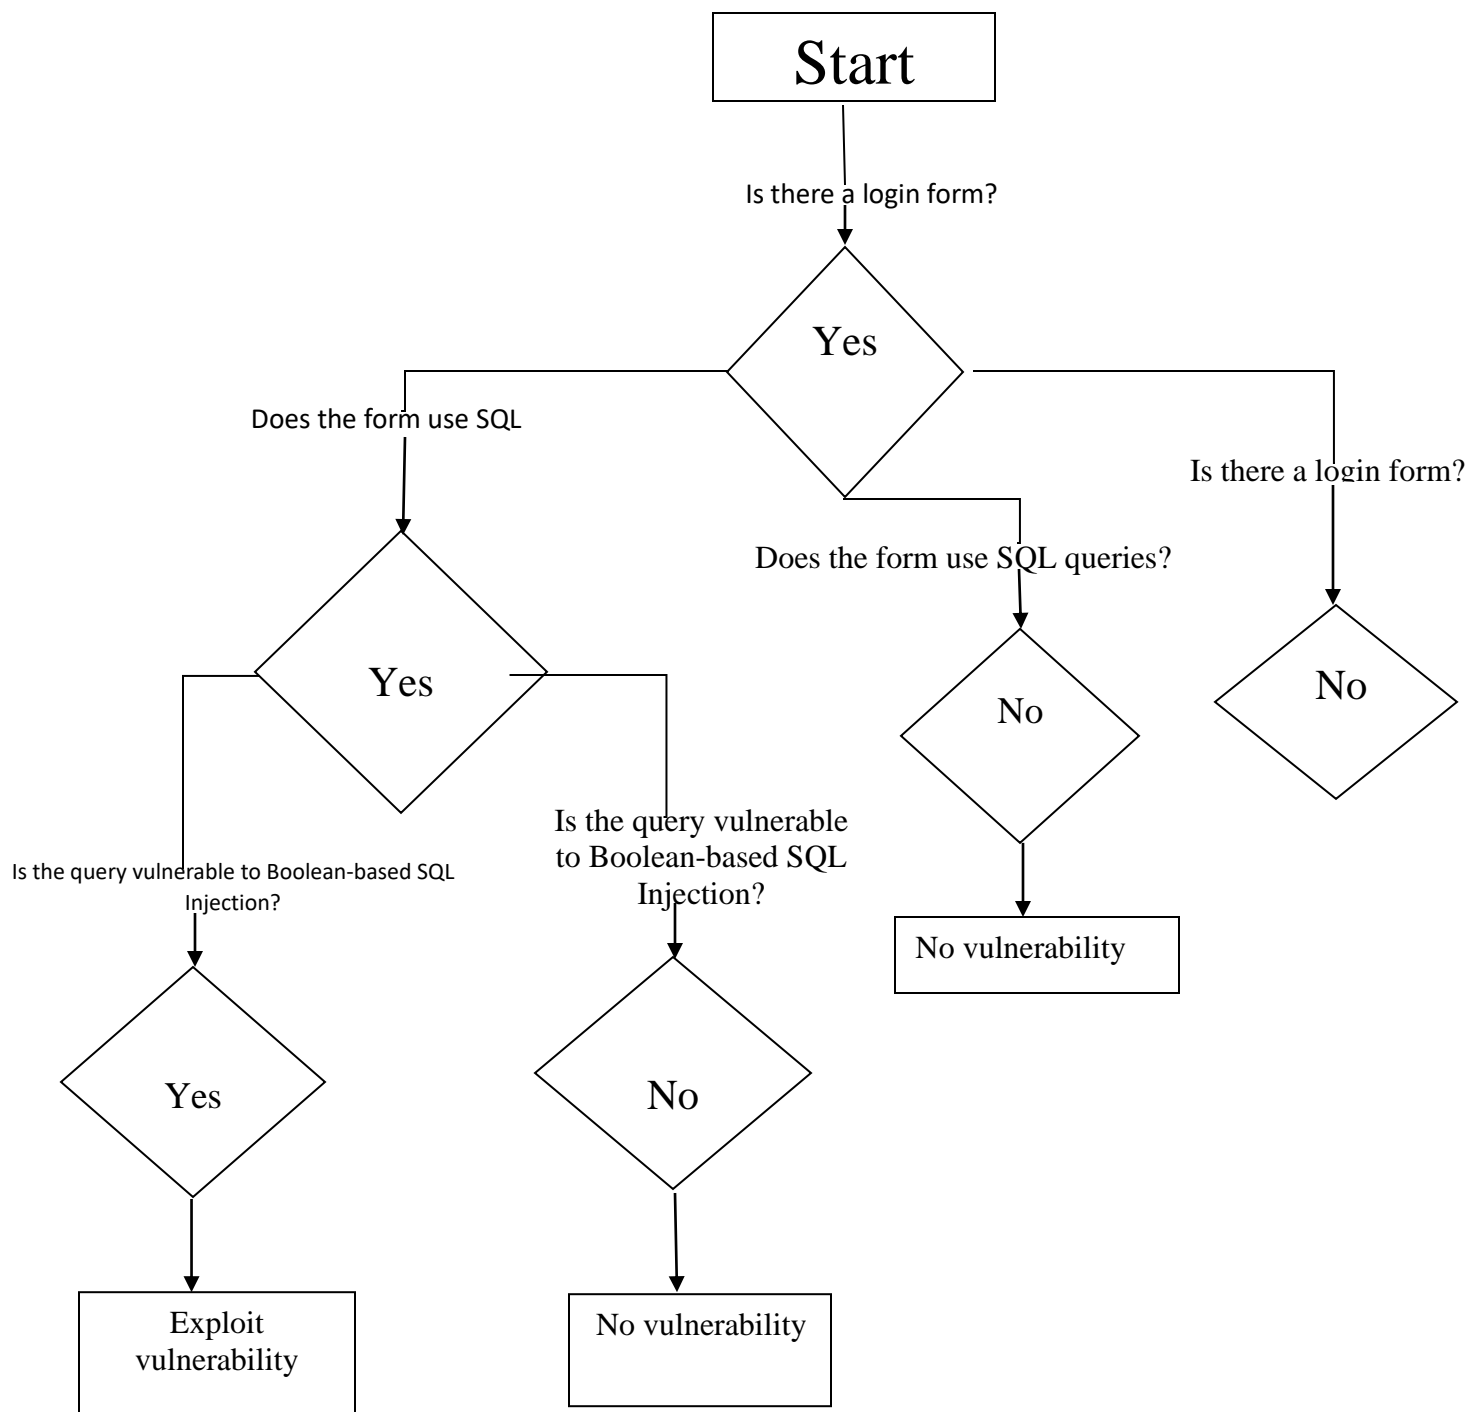 Start
Is there a login form?
Yes
Does the form use SQL
Is there a login form?
Does the form use SQL queries?
Yes
No
No
Is the query vulnerable
to Boolean-based SQL
Injection?
Is the query vulnerable to Boolean-based SQL
Injection?
No vulnerability
Yes
No
Exploit
vulnerability
No vulnerability